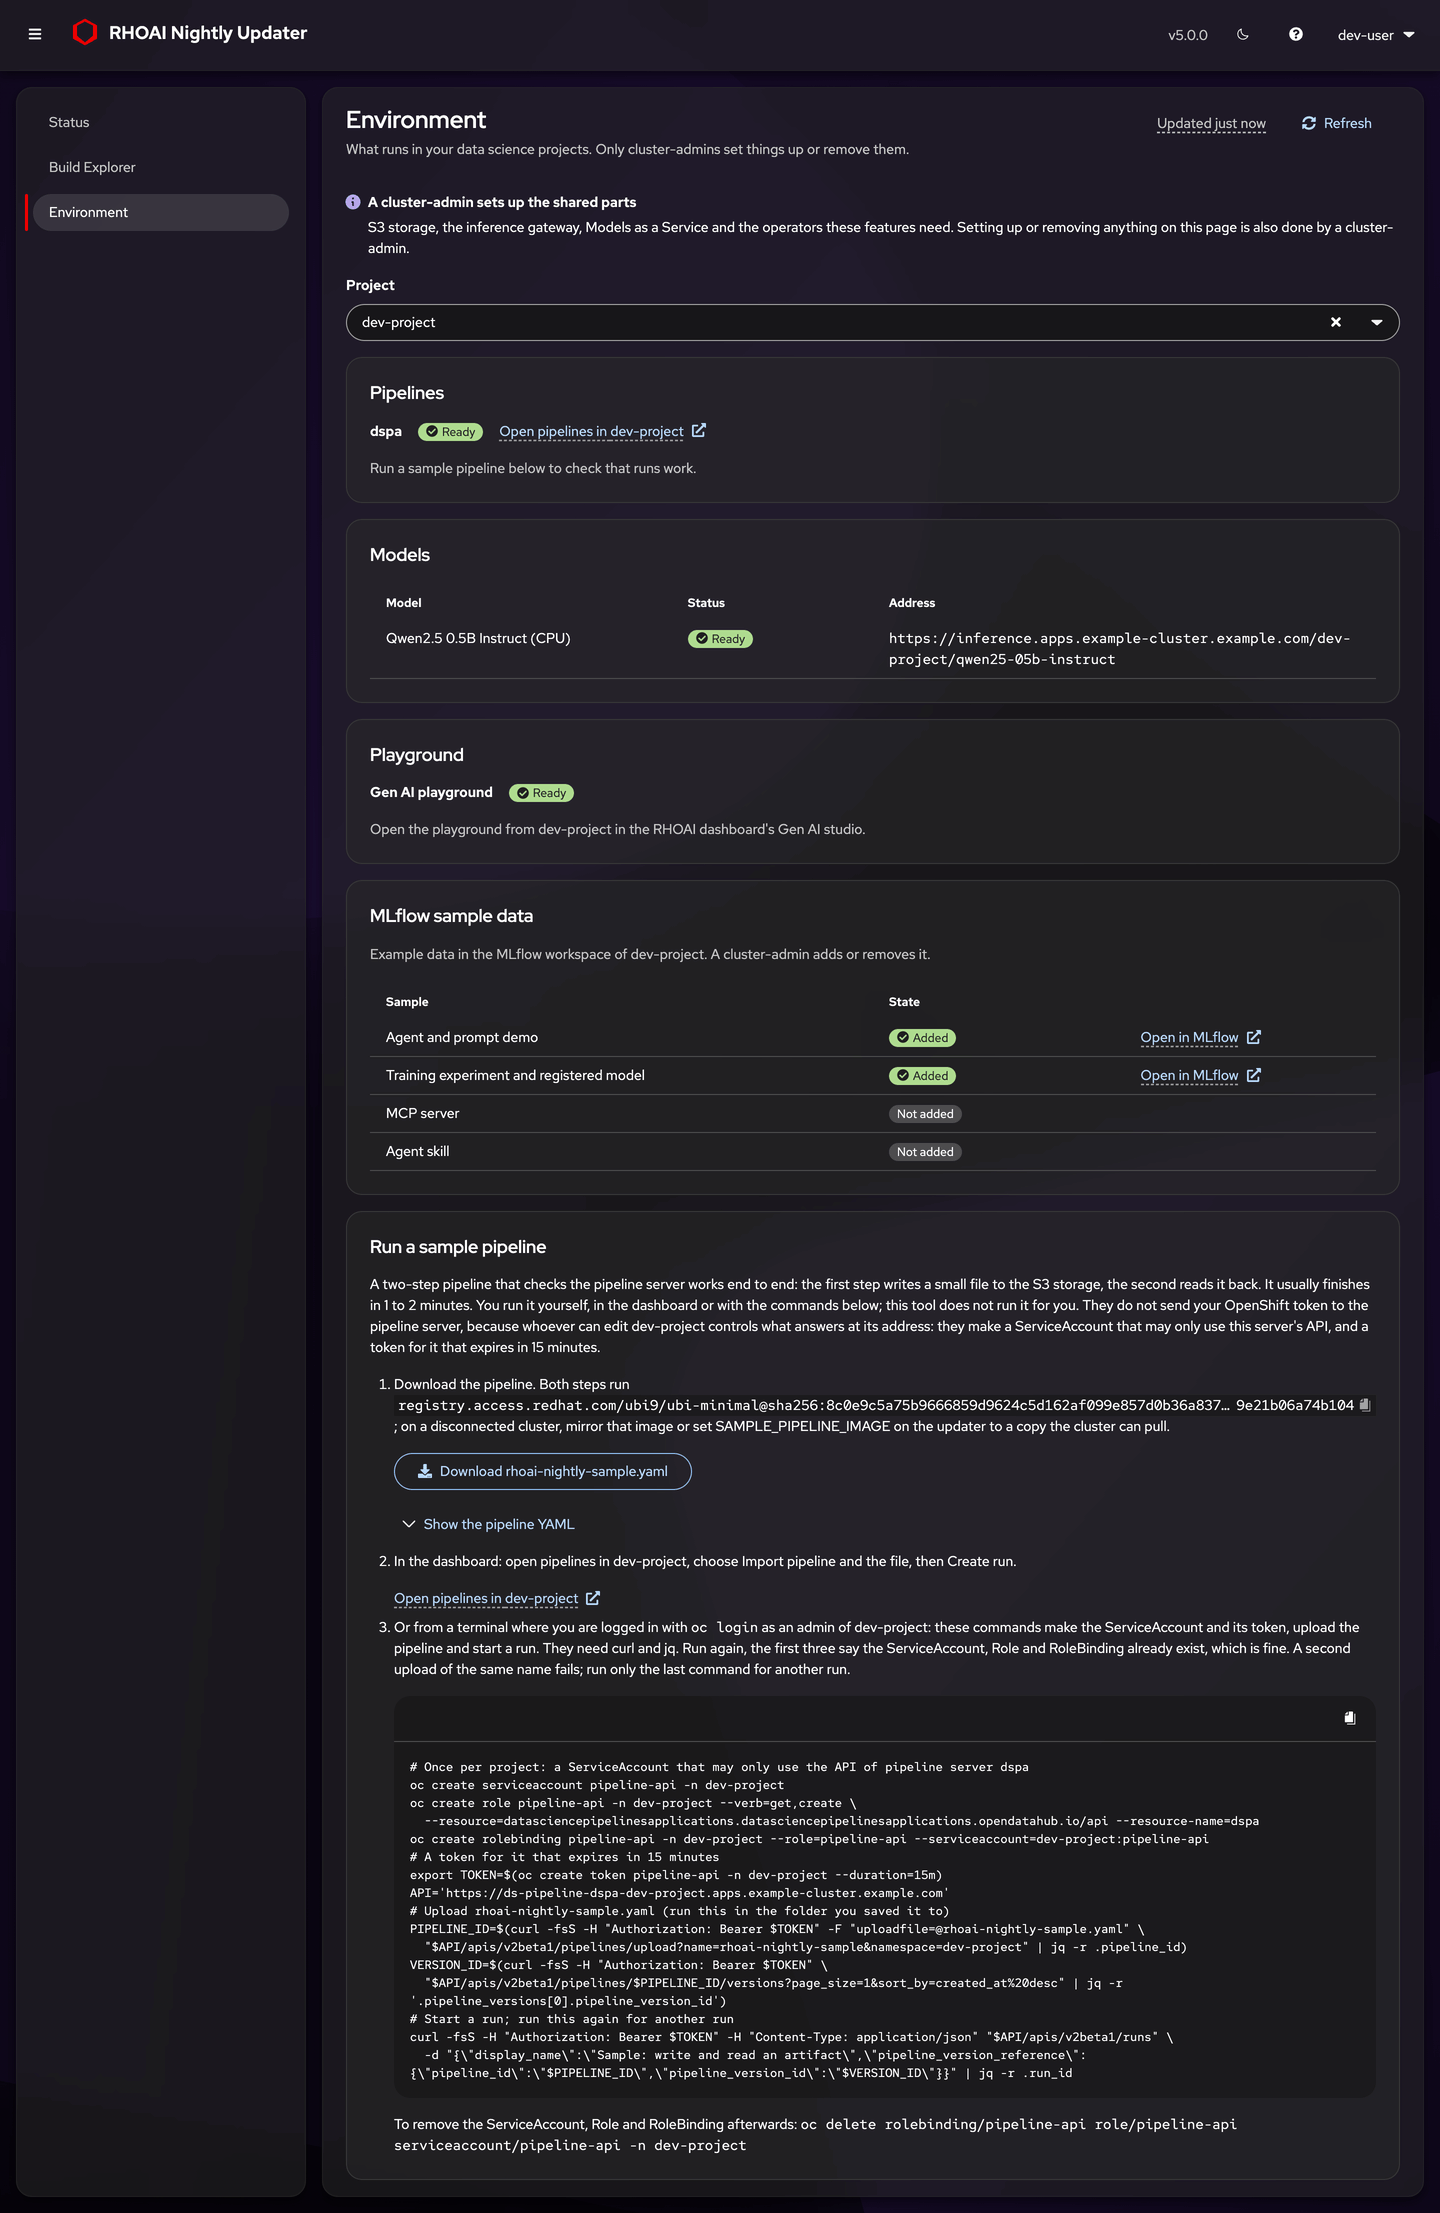 RHOAI Nightly Updater
v5.0.0
dev-user
Status
Build Explorer
Environment
Environment
Updated just now
Refresh
What runs in your data science projects. Only cluster-admins set things up or remove them.
A cluster-admin sets up the shared parts
S3 storage, the inference gateway, Models as a Service and the operators these features need. Setting up or removing anything on this page is also done by a cluster-
admin.
Project
dev-project
Pipelines
dspa Ready Open pipelines in dev-project
Run a sample pipeline below to check that runs work.
Models
Model Status Address
Qwen2.5 0.5B Instruct (CPU) Ready https://inference.apps.example-cluster.example.com/dev-
project/qwen25-05b-instruct
Playground
Gen AI playground Ready
Open the playground from dev-project in the RHOAI dashboard's Gen AI studio.
MLflow sample data
Example data in the MLflow workspace of dev-project. A cluster-admin adds or removes it.
Sample State
Agent and prompt demo Added Open in MLflow
Training experiment and registered model Added Open in MLflow
MCP server Not added
Agent skill Not added
Run a sample pipeline
A two-step pipeline that checks the pipeline server works end to end: the first step writes a small file to the S3 storage, the second reads it back. It usually finishes
in 1 to 2 minutes. You run it yourself, in the dashboard or with the commands below; this tool does not run it for you. They do not send your OpenShift token to the
pipeline server, because whoever can edit dev-project controls what answers at its address: they make a ServiceAccount that may only use this server's API, and a
token for it that expires in 15 minutes.
1. Download the pipeline. Both steps run
registry.access.redhat.com/ubi9/ubi-minimal@sha256:8c0e9c5a75b9666859d9624c5d162af099e857d0b36a837… 9e21b06a74b104
; on a disconnected cluster, mirror that image or set SAMPLE_PIPELINE_IMAGE on the updater to a copy the cluster can pull.
Download rhoai-nightly-sample.yaml
Show the pipeline YAML
2. In the dashboard: open pipelines in dev-project, choose Import pipeline and the file, then Create run.
Open pipelines in dev-project
3. Or from a terminal where you are logged in with oc login as an admin of dev-project: these commands make the ServiceAccount and its token, upload the
pipeline and start a run. They need curl and jq. Run again, the first three say the ServiceAccount, Role and RoleBinding already exist, which is fine. A second
upload of the same name fails; run only the last command for another run.
# Once per project: a ServiceAccount that may only use the API of pipeline server dspa
oc create serviceaccount pipeline-api -n dev-project
oc create role pipeline-api -n dev-project --verb=get,create \
--resource=datasciencepipelinesapplications.datasciencepipelinesapplications.opendatahub.io/api --resource-name=dspa
oc create rolebinding pipeline-api -n dev-project --role=pipeline-api --serviceaccount=dev-project:pipeline-api
# A token for it that expires in 15 minutes
export TOKEN=$(oc create token pipeline-api -n dev-project --duration=15m)
API='https://ds-pipeline-dspa-dev-project.apps.example-cluster.example.com'
# Upload rhoai-nightly-sample.yaml (run this in the folder you saved it to)
PIPELINE_ID=$(curl -fsS -H "Authorization: Bearer $TOKEN" -F "uploadfile=@rhoai-nightly-sample.yaml" \
"$API/apis/v2beta1/pipelines/upload?name=rhoai-nightly-sample&namespace=dev-project" | jq -r .pipeline_id)
VERSION_ID=$(curl -fsS -H "Authorization: Bearer $TOKEN" \
"$API/apis/v2beta1/pipelines/$PIPELINE_ID/versions?page_size=1&sort_by=created_at%20desc" | jq -r
'.pipeline_versions[0].pipeline_version_id')
# Start a run; run this again for another run
curl -fsS -H "Authorization: Bearer $TOKEN" -H "Content-Type: application/json" "$API/apis/v2beta1/runs" \
-d "{\"display_name\":\"Sample: write and read an artifact\",\"pipeline_version_reference\":
{\"pipeline_id\":\"$PIPELINE_ID\",\"pipeline_version_id\":\"$VERSION_ID\"}}" | jq -r .run_id
To remove the ServiceAccount, Role and RoleBinding afterwards: oc delete rolebinding/pipeline-api role/pipeline-api
serviceaccount/pipeline-api -n dev-project